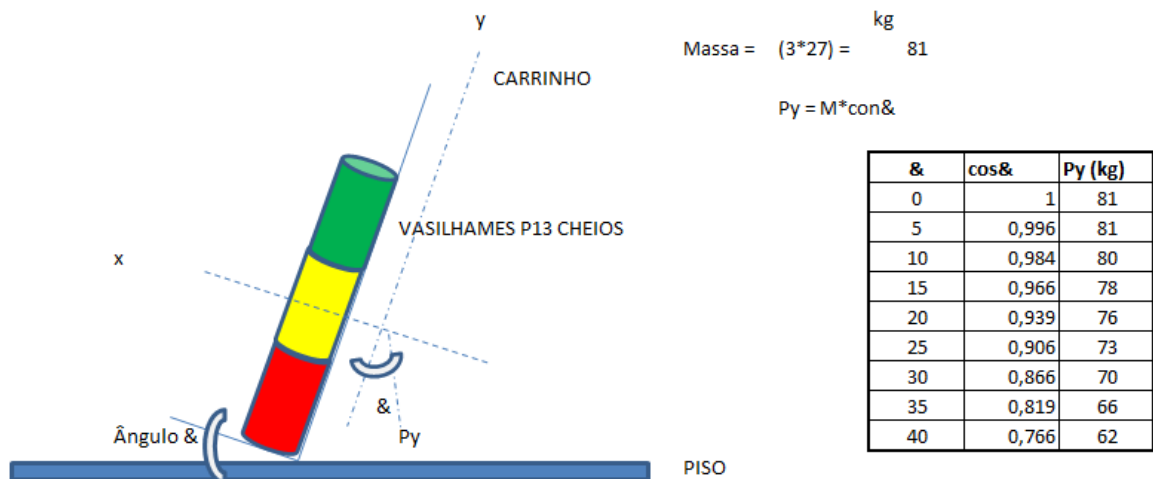 y
kg
Massa = (3*27) = 81
CARRINHO
Py = M*con&
& cos& Py (kg)
0 1 81
5 0,996 81
10 0,984 80
15 0,966 78
20 0,939 76
25 0,906 73
30 0,866 70
35 0,819 66
40 0,766 62
VASILHAMES P13 CHEIOS
x
&
Ângulo & Py
PISO